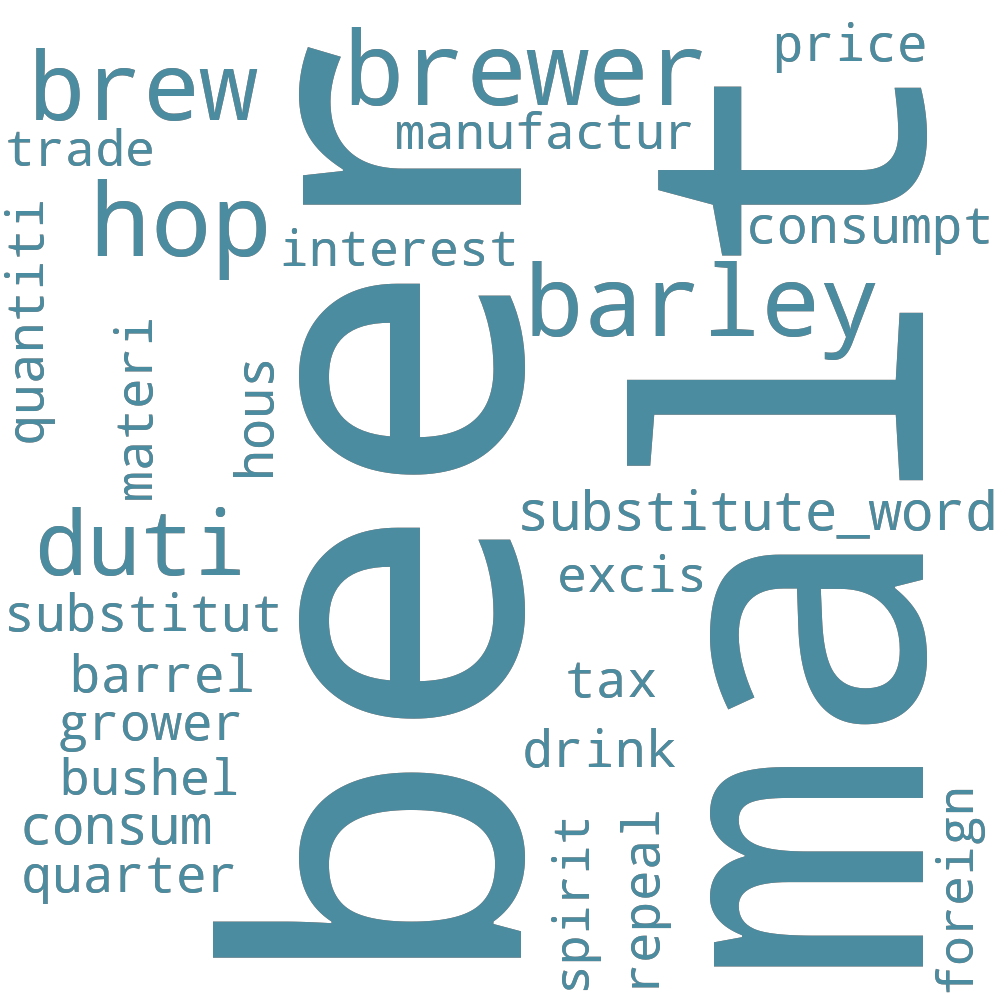 brewer
price
brew
manufactur
trade
hop
consumpt
interest
quantiti
barley
materi
hous
beer
malt
substitute_word
duti
excis
substitut
barrel
tax
grower
drink
bushel
consum
quarter
spirit
repeal
foreign